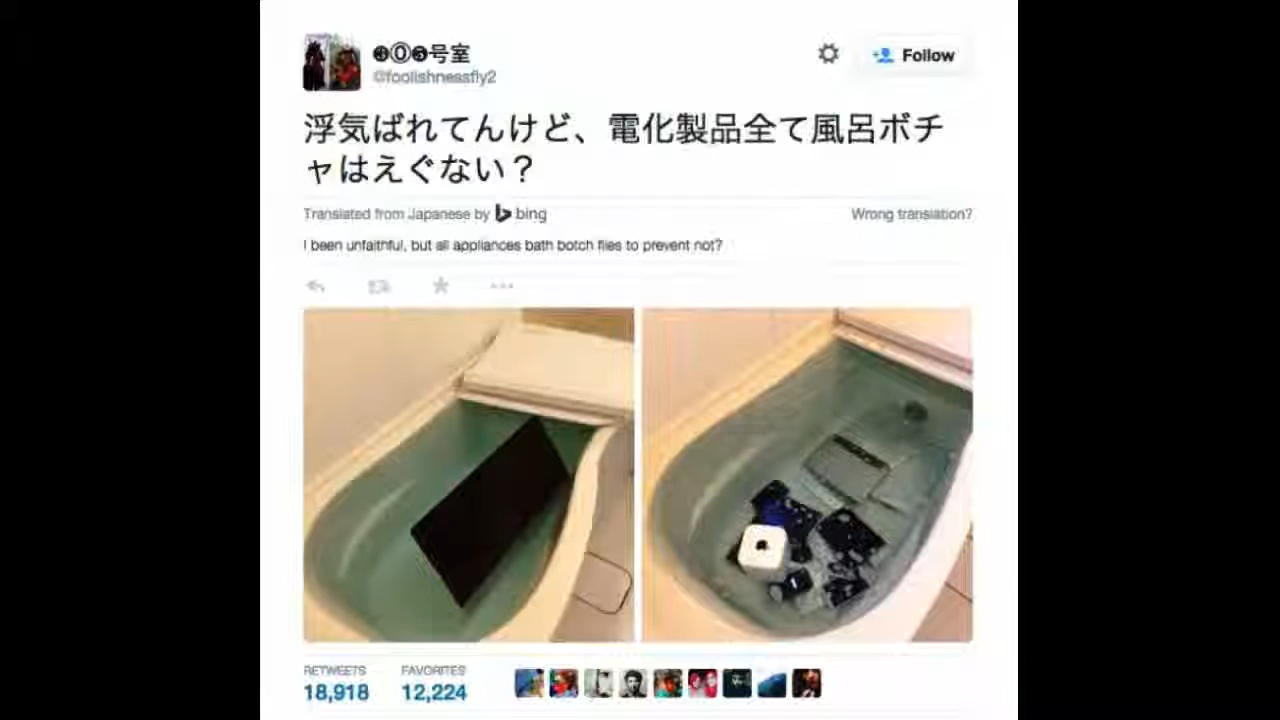 ❸⓪❺号室
@foolishnessfly2
Follow
浮気ばれてんけど、電化製品全て風呂ボチ
ャはえぐない？
Translated from Japanese by bing
Wrong translation?
I been unfaithful, but all appliances bath botch flies to prevent not?
RETWEETS
FAVORITES
18,918
12,224